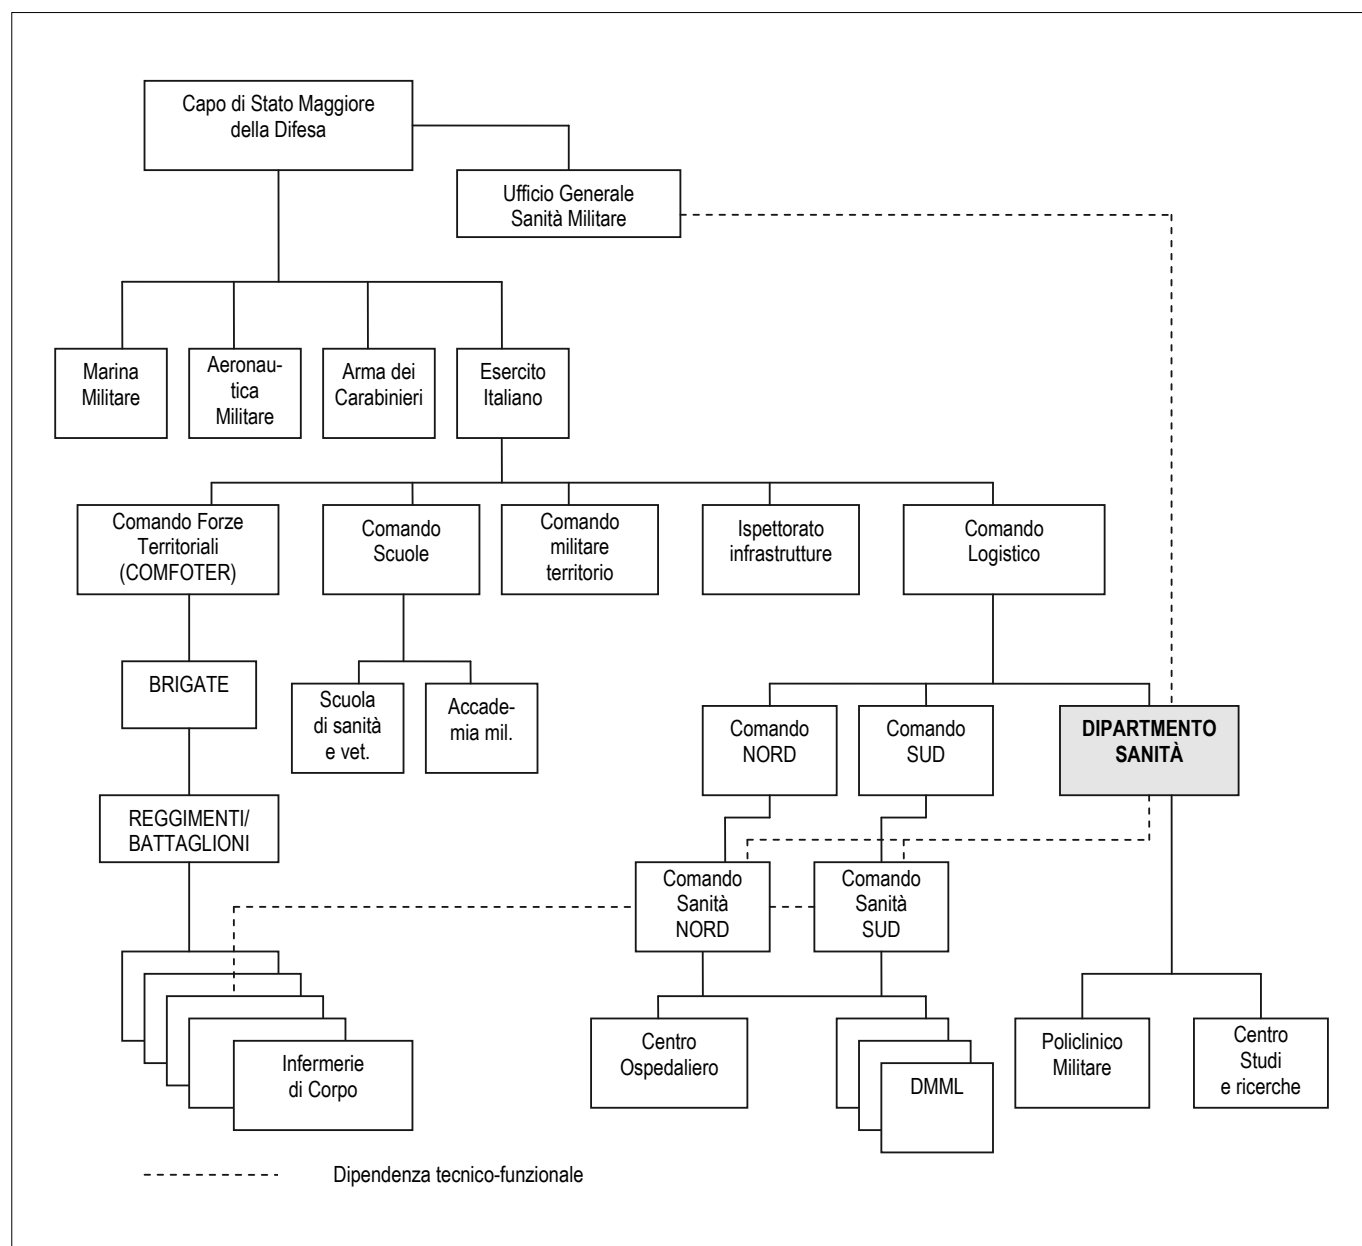 Capo di Stato Maggiore
della Difesa
Ufficio Generale
Sanità Militare
Marina
Militare
Aeronau-
tica
Militare
Arma dei
Carabinieri
Esercito
Italiano
Comando Forze
Territoriali
(COMFOTER)
Comando
Scuole
Comando
militare
territorio
Ispettorato
infrastrutture
Comando
Logistico
BRIGATE
Scuola
di sanità
e vet.
Accade-
mia mil.
Comando
NORD
Comando
SUD
DIPARTMENTO
SANITÀ
REGGIMENTI/
BATTAGLIONI
Comando
Sanità
NORD
Comando
Sanità
SUD
Infermerie
di Corpo
Centro
Ospedaliero
DMML
Policlinico
Militare
Centro
Studi
e ricerche
Dipendenza tecnico-funzionale